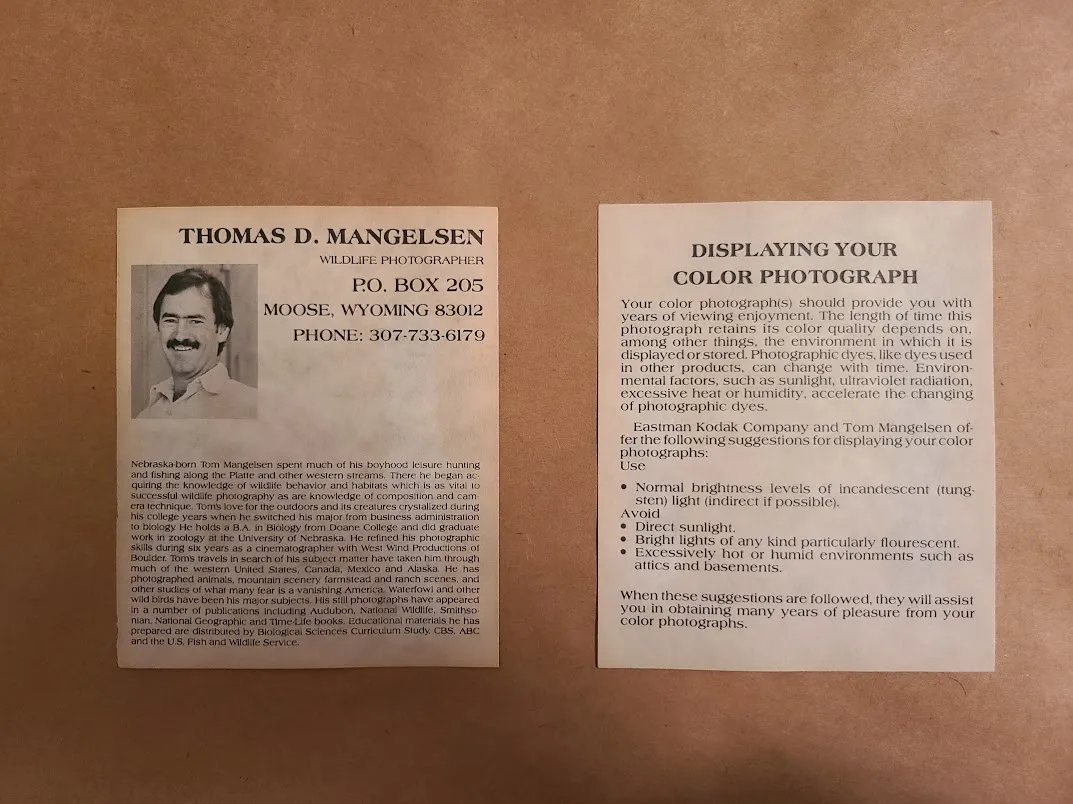 THOMAS D. MANGELSEN
WILDLIFE PHOTOGRAPHER
P.O. BOX 205
MOOSE, WYOMING 83012
PHONE: 307-733-6179
Nebraska-born Tom Mangelsen spent much of his boyhood leisure hunting
and fishing along the Platte and other western streams. There he began ac-
quiring the knowledge of wildlife behavior and habitats which is as vital to
successful wildlife photography as are knowledge of composition and cam-
era technique. Tom's love for the outdoors and its creatures crystalized during
his college years when he switched his major from business administration
to biology. He holds a B.A. in Biology from Doane College and did graduate
work in zoology at the University of Nebraska. He refined his photographic
skills during six years as a cinematographer with West Wind Productions of
Boulder. Tom's travels in search of his subject matter have taken him through
much of the western United States, Canada, Mexico and Alaska. He has
photographed animals, mountain scenery, farmstead and ranch scenes, and
other studies of what many fear is a vanishing America. Waterfowl and other
wild birds have been his major subjects. His still photographs have appeared
in a number of publications including Audubon, National Wildlife, Smithso-
nian, National Geographic and Time-Life books. Educational materials he has
prepared are distributed by Biological Sciences Curriculum Study, CBS, ABC
and the U.S. Fish and Wildlife Service.
DISPLAYING YOUR
COLOR PHOTOGRAPH
Your color photograph(s) should provide you with
years of viewing enjoyment. The length of time this
photograph retains its color quality depends on,
among other things, the environment in which it is
displayed or stored. Photographic dyes, like dyes used
in other products, can change with time. Environ-
mental factors, such as sunlight, ultraviolet radiation,
excessive heat or humidity, accelerate the changing
of photographic dyes.
Eastman Kodak Company and Tom Mangelsen of-
fer the following suggestions for displaying your color
photographs:
Use
• Normal brightness levels of incandescent (tung-
sten) light (indirect if possible).
Avoid
• Direct sunlight.
• Bright lights of any kind particularly flourescent.
• Excessively hot or humid environments such as
attics and basements.
When these suggestions are followed, they will assist
you in obtaining many years of pleasure from your
color photographs.